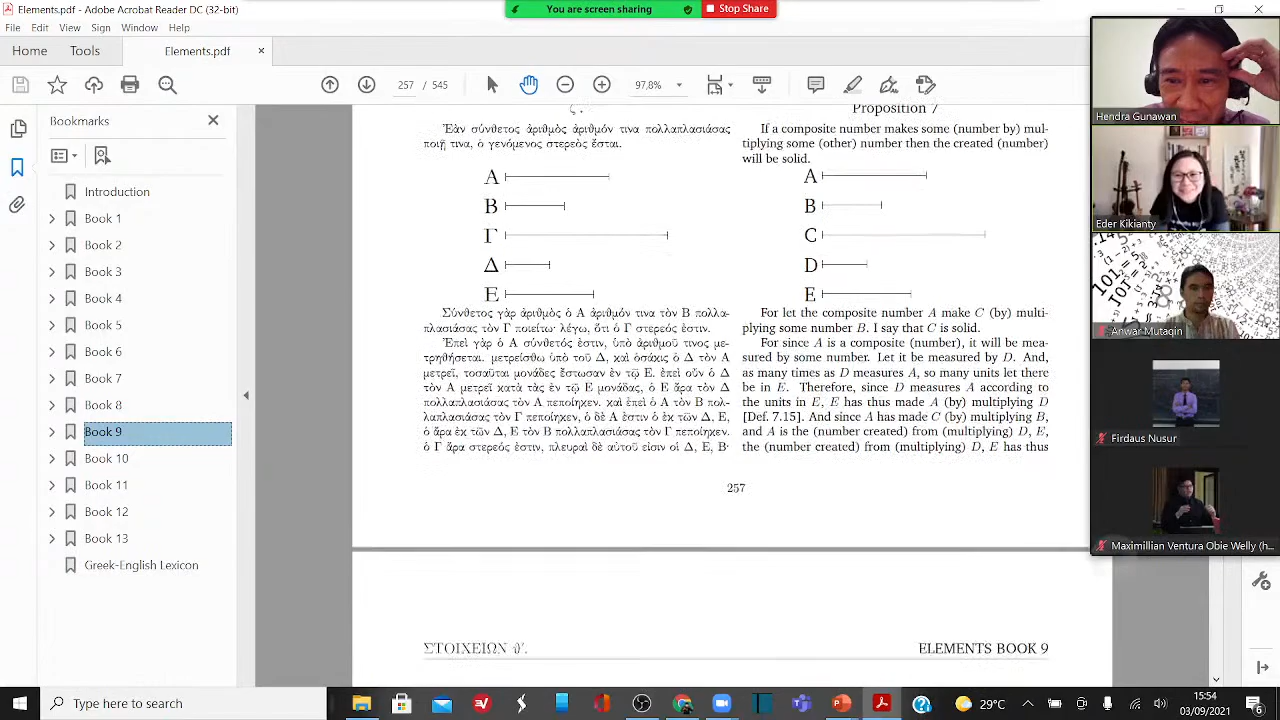 Elements.pdf - Adobe Acrobat Reader DC (32-bit)
You are screen sharing
Stop Share
File Edit View Sign Window Help
Home Tools Elements.pdf
257 / 545
97,8%
Bookmarks
Introduction
Book 1
Book 2
Book 3
Book 4
Book 5
Book 6
Book 7
Book 8
Book 9
Book 10
Book 11
Book 12
Book 13
Greek-English Lexicon
ζ΄.
Ἐὰν σύνθετος ἀριθμὸς ἀριθμόν τινα πολλαπλασιάσας
ποιῇ τινα, ὁ γενόμενος στερεὸς ἔσται.
Α
Β
Γ
Δ
Ε
Σύνθετος γὰρ ἀριθμὸς ὁ Α ἀριθμόν τινα τὸν Β πολλα-
πλασιάσας τὸν Γ ποιείτω· λέγω, ὅτι ὁ Γ στερεός ἐστιν.
Ἐπεὶ γὰρ ὁ Α σύνθετός ἐστιν, ὑπὸ ἀριθμοῦ τινος με-
τρηθήσεται. μετρείσθω ὑπὸ τοῦ Δ, καὶ ὁσάκις ὁ Δ τὸν Α
μετρεῖ, τοσαῦται μονάδες ἔστωσαν ἐν τῷ Ε. ἐπεὶ οὖν ὁ Δ
τὸν Α μετρεῖ κατὰ τὰς ἐν τῷ Ε μονάδας, ὁ Ε ἄρα τὸν Δ
πολλαπλασιάσας τὸν Α πεποίηκεν. καὶ ἐπεὶ ὁ Α τὸν Β πολ-
λαπλασιάσας τὸν Γ πεποίηκεν, ὁ δὲ Α ἐστιν ὁ ἐκ τῶν Δ, Ε,
ὁ ἄρα ἐκ τῶν Δ, Ε τὸν Β πολλαπλασιάσας τὸν Γ πεποίηκεν.
ὁ Γ ἄρα στερεός ἐστιν, πλευραὶ δὲ αὐτοῦ εἰσιν οἱ Δ, Ε, Β·
Proposition 7
If a composite number makes some (number by) mul-
tiplying some (other) number then the created (number)
will be solid.
A
B
C
D
E
For let the composite number A make C (by) multi-
plying some number B. I say that C is solid.
For since A is a composite (number), it will be mea-
sured by some number. Let it be measured by D. And,
as many times as D measures A, so many units let there
be in E. Therefore, since D measures A according to
the units in E, E has thus made A (by) multiplying D
[Def. 7.15]. And since A has made C (by) multiplying B,
and A is the (number created) from (multiplying) D, E,
the (number created) from (multiplying) D, E has thus
257
ΣΤΟΙΧΕΙΩΝ θ΄.
ELEMENTS BOOK 9
Hendra Gunawan
Eder Kikianty
Anwar Mutaqin
Firdaus Nusur
Maximillian Ventura Obie Welly (h...
Type here to search
29°C
15:54
03/09/2021